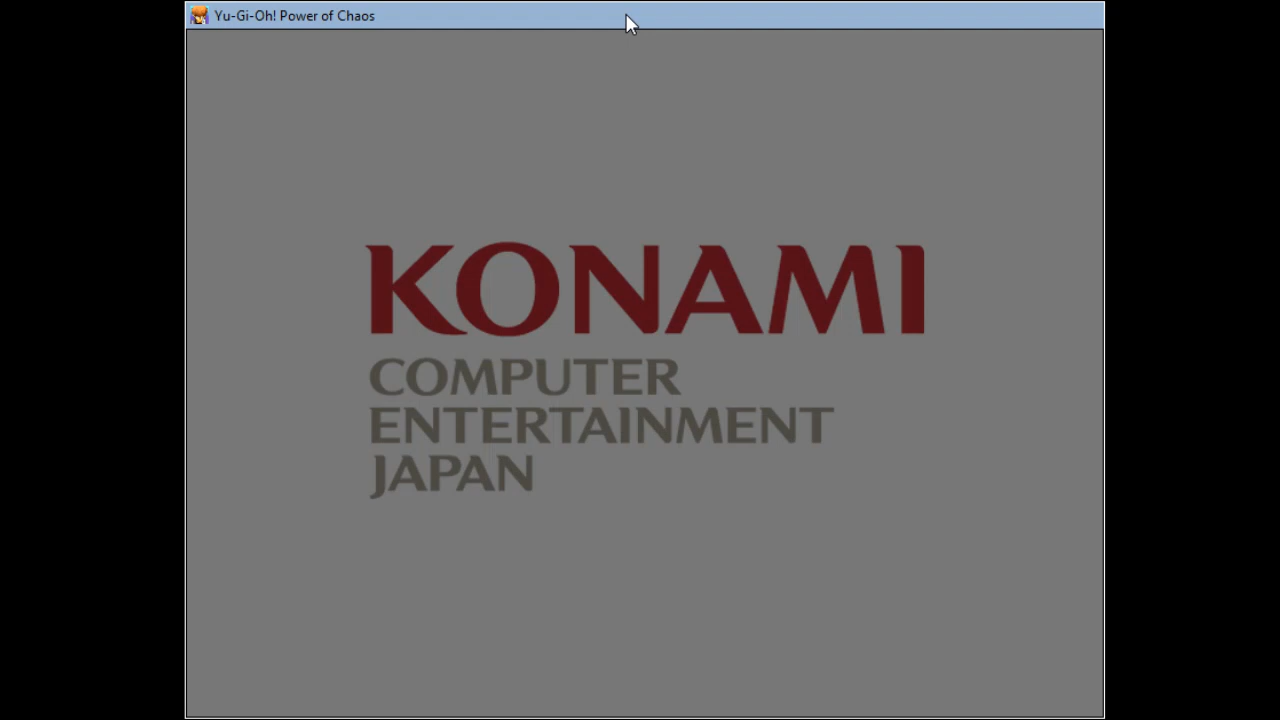 Yu-Gi-Oh! Power of Chaos
KONAMI
COMPUTER
ENTERTAINMENT
JAPAN